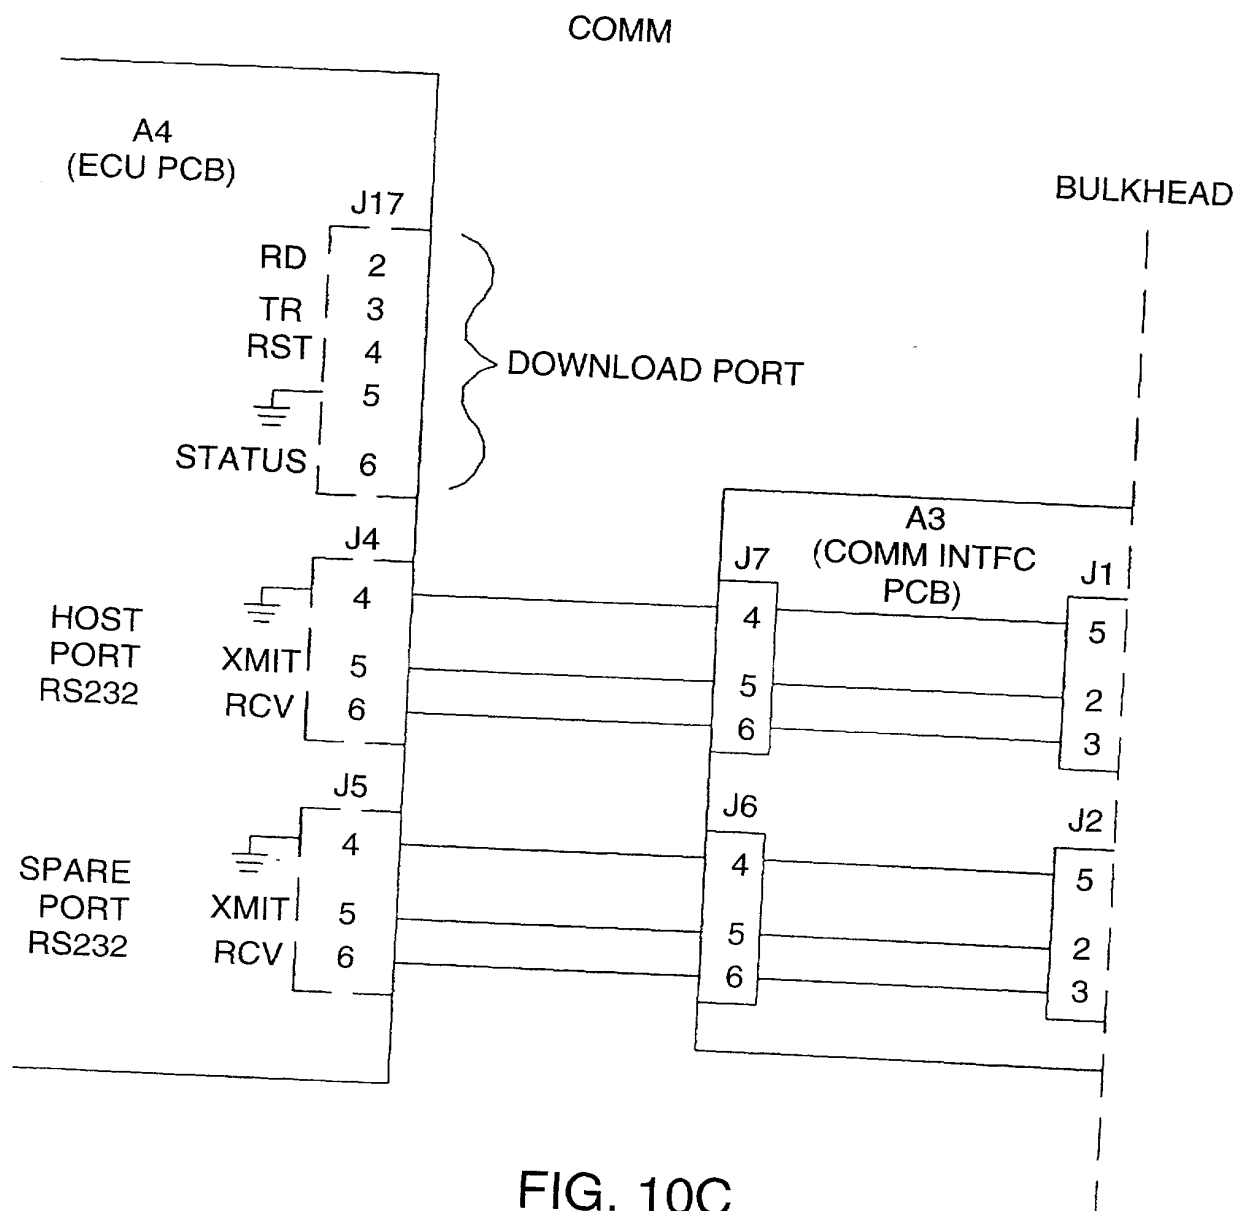 COMM
A4
(ECU PCB)
BULKHEAD
J17
RD 2
TR 3
RST 4
5
STATUS 6
DOWNLOAD PORT
A3
(COMM INTFC
PCB)
J4
4
XMIT 5
RCV 6
HOST
PORT
RS232
J7
4
5
6
J1
5
2
3
J5
4
XMIT 5
RCV 6
SPARE
PORT
RS232
J6
4
5
6
J2
5
2
3
FIG. 10C